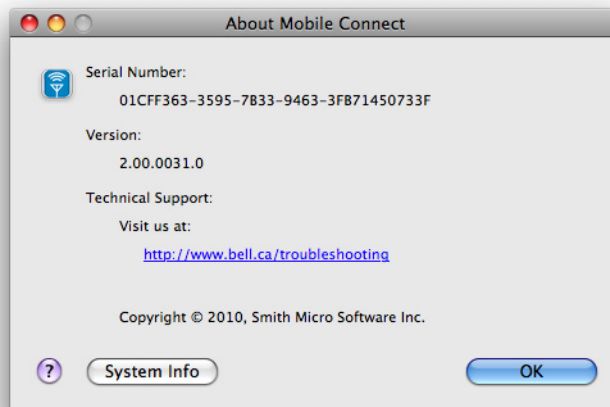 About Mobile Connect
Serial Number:
01CFF363-3595-7B33-9463-3FB71450733F
Version:
2.00.0031.0
Technical Support:
Visit us at:
http://www.bell.ca/troubleshooting
Copyright © 2010, Smith Micro Software Inc.
? System Info OK